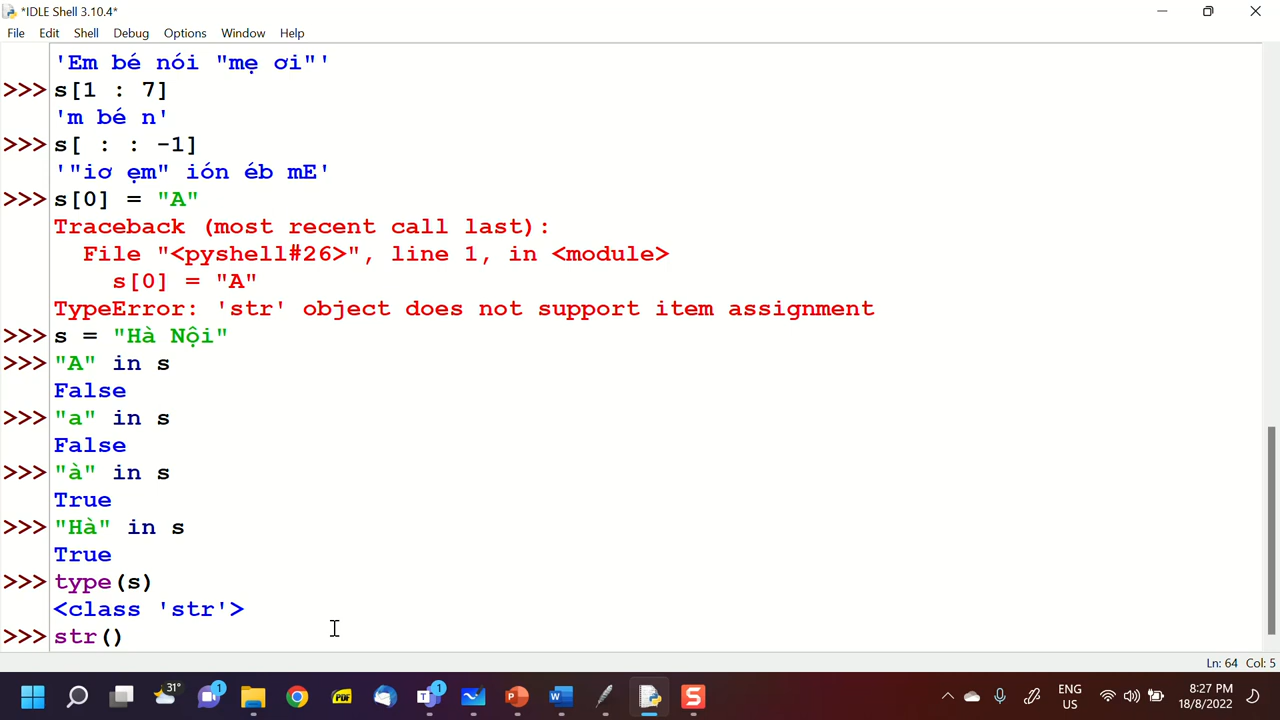 *IDLE Shell 3.10.4*
File Edit Shell Debug Options Window Help
'Em bé nói "mẹ ơi"'
>>> s[1 : 7]
'm bé n'
>>> s[ : : -1]
'"iơ ẹm" ión éb mE'
>>> s[0] = "A"
Traceback (most recent call last):
File "<pyshell#26>", line 1, in <module>
s[0] = "A"
TypeError: 'str' object does not support item assignment
>>> s = "Hà Nội"
>>> "A" in s
False
>>> "a" in s
False
>>> "à" in s
True
>>> "Hà" in s
True
>>> type(s)
<class 'str'>
>>> str()
Ln: 64 Col: 5
31°
1
PDF
1
ENG
US
8:27 PM
18/8/2022